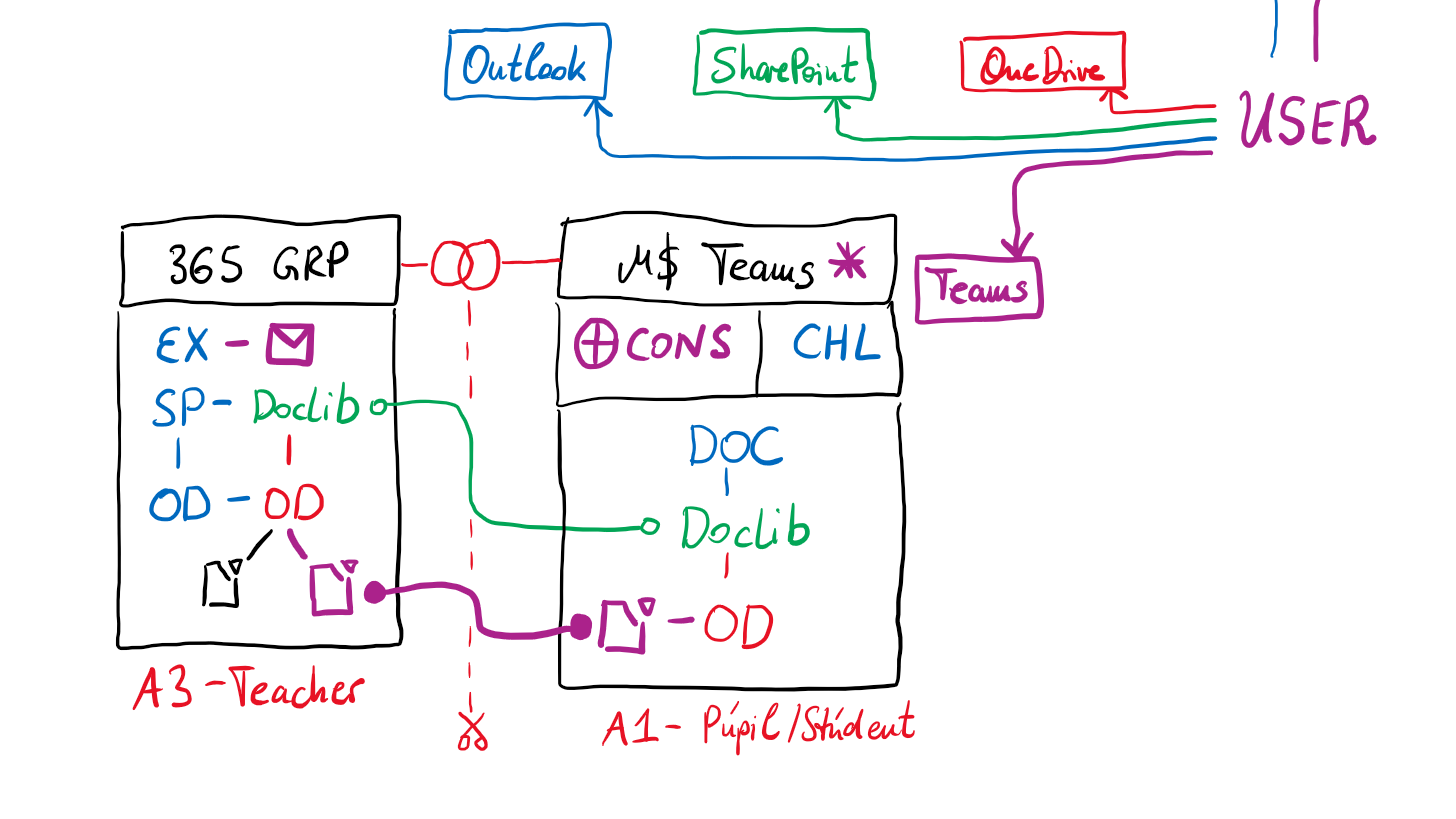 Outlook
SharePoint
OneDrive
USER
365 GRP
M$ Teams *
Teams
EX -
CONS
CHL
SP - Doclib
DOC
OD - OD
Doclib
OD
A3 - Teacher
A1 - Púpil/Stúdent